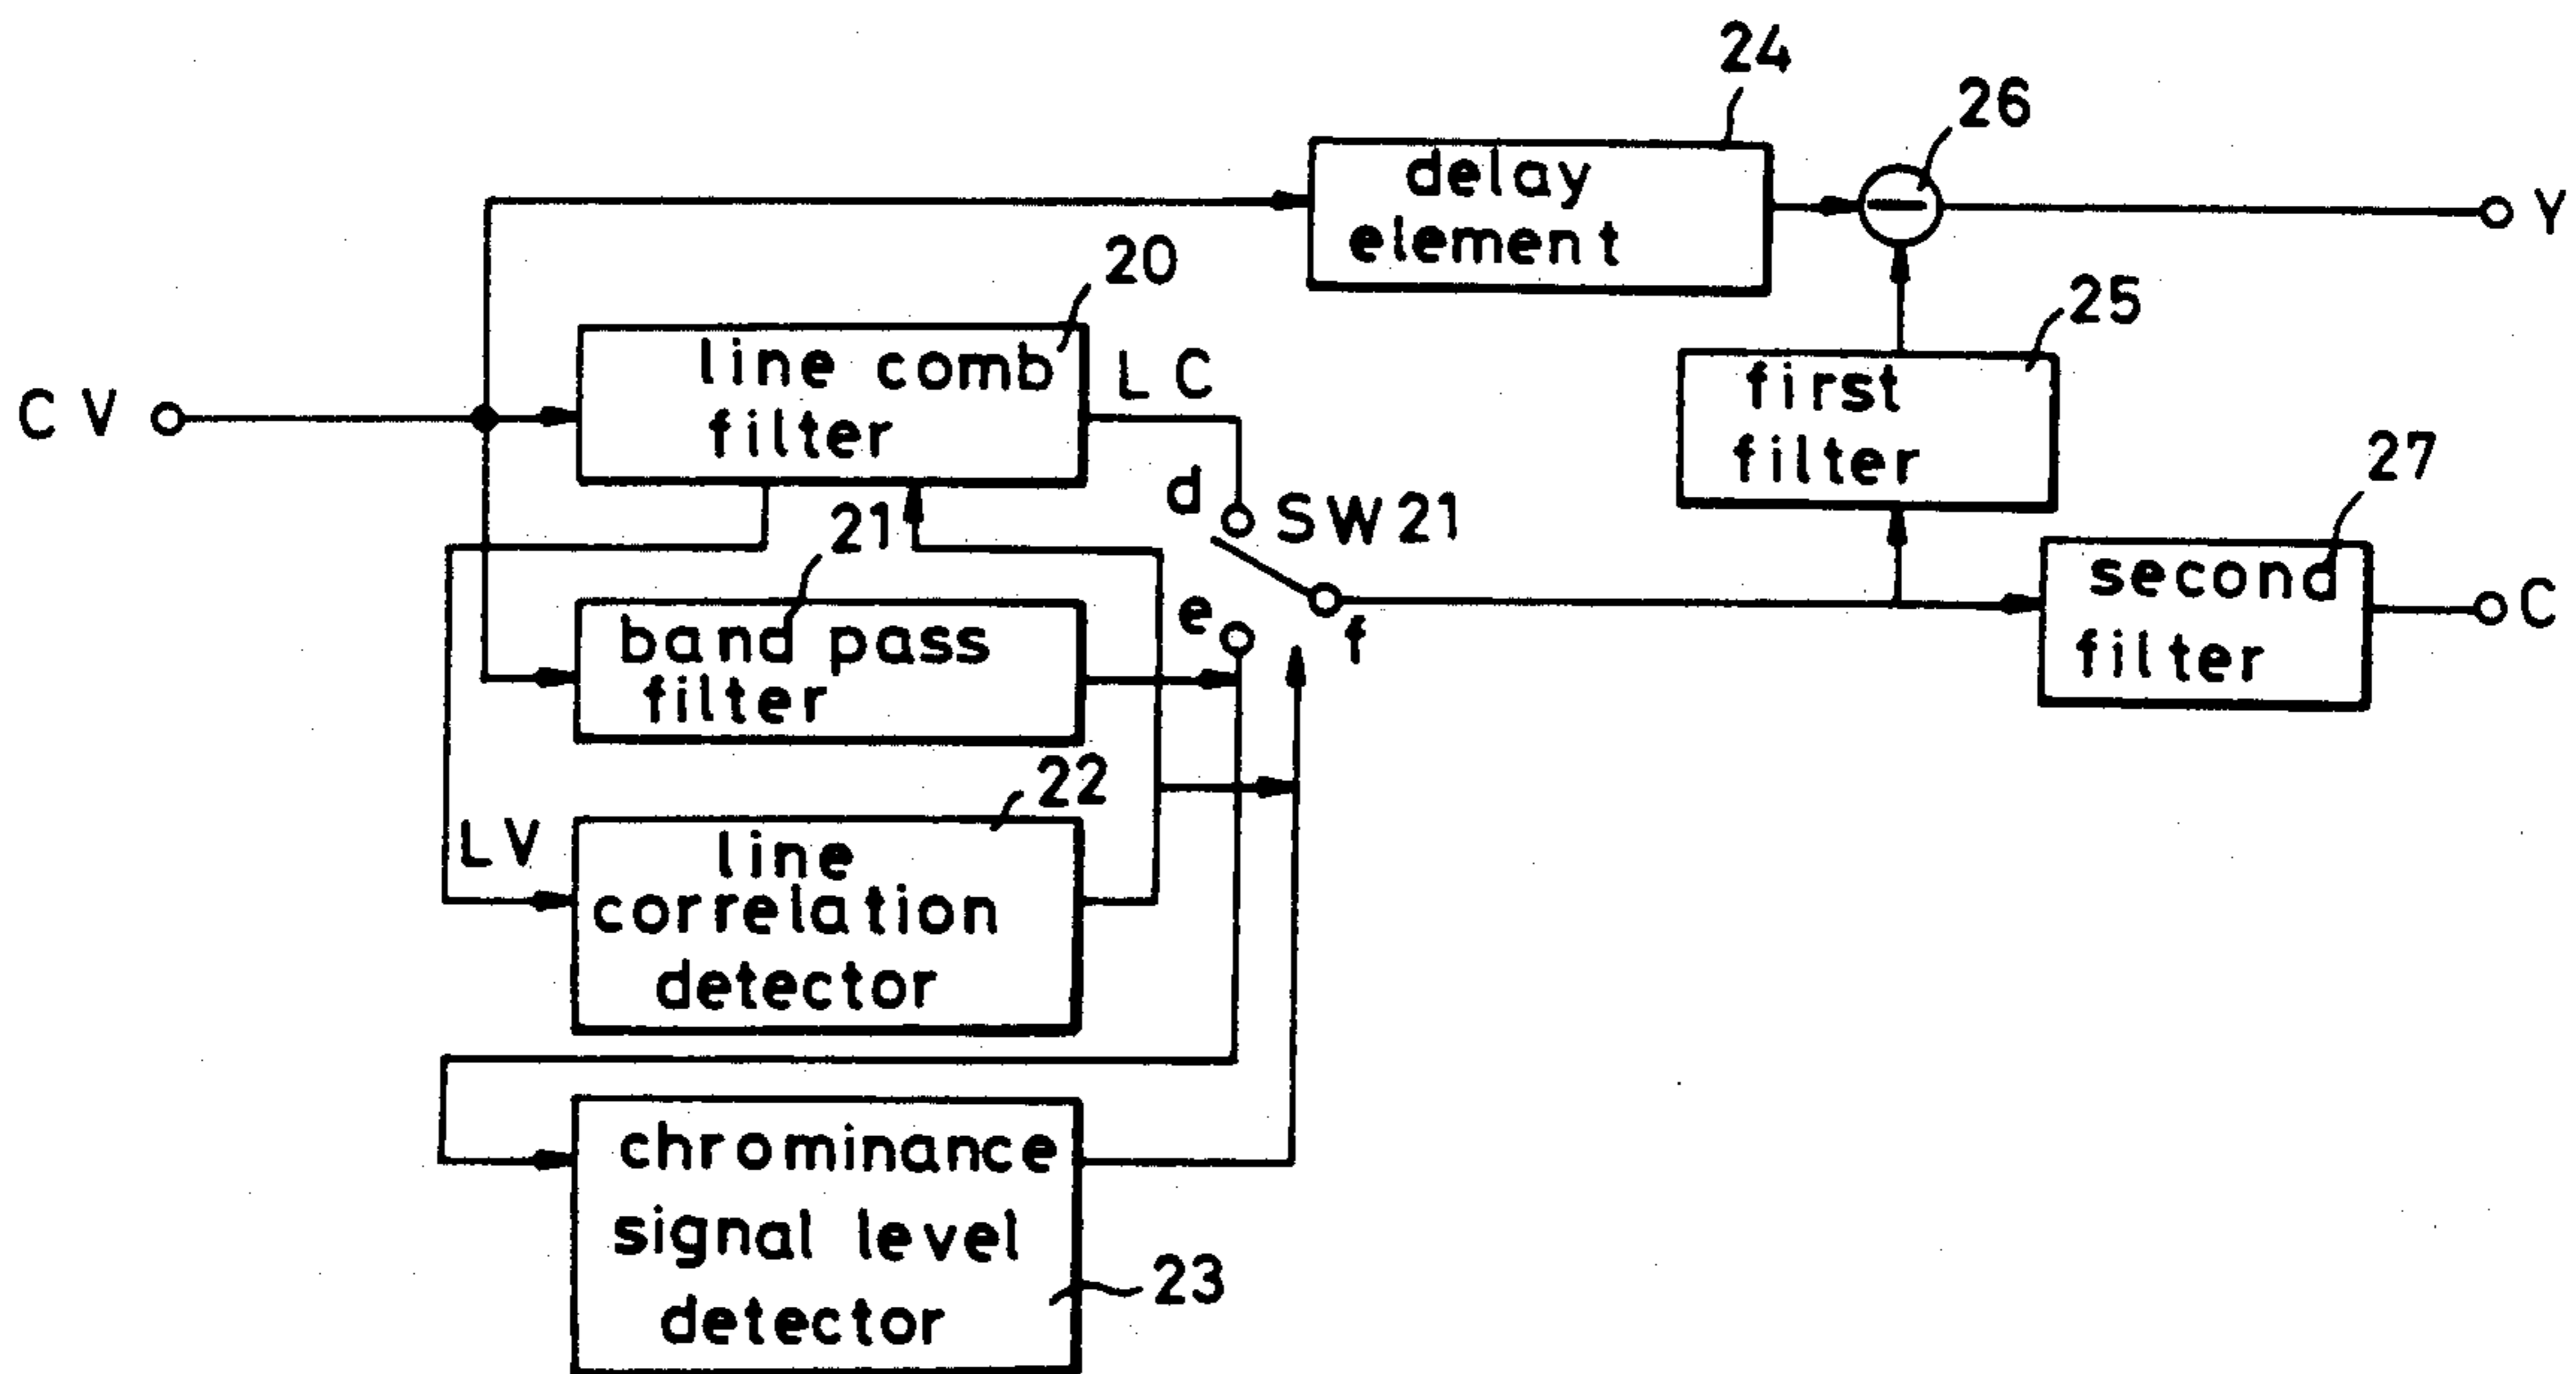 24
26
delay
element
Y
20
25
line comb
filter
LC
CV
first
filter
27
d
SW21
21
second
filter
C
e
f
band pass
filter
22
LV
line
correlation
detector
chrominance
signal level
detector
23